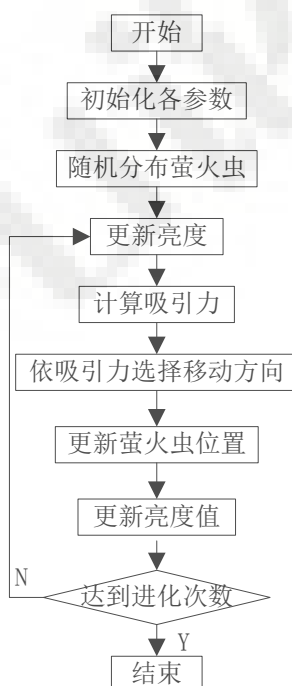 开始
初始化各参数
随机分布萤火虫
更新亮度
计算吸引力
依吸引力选择移动方向
更新萤火虫位置
更新亮度值
N
达到进化次数
Y
结束